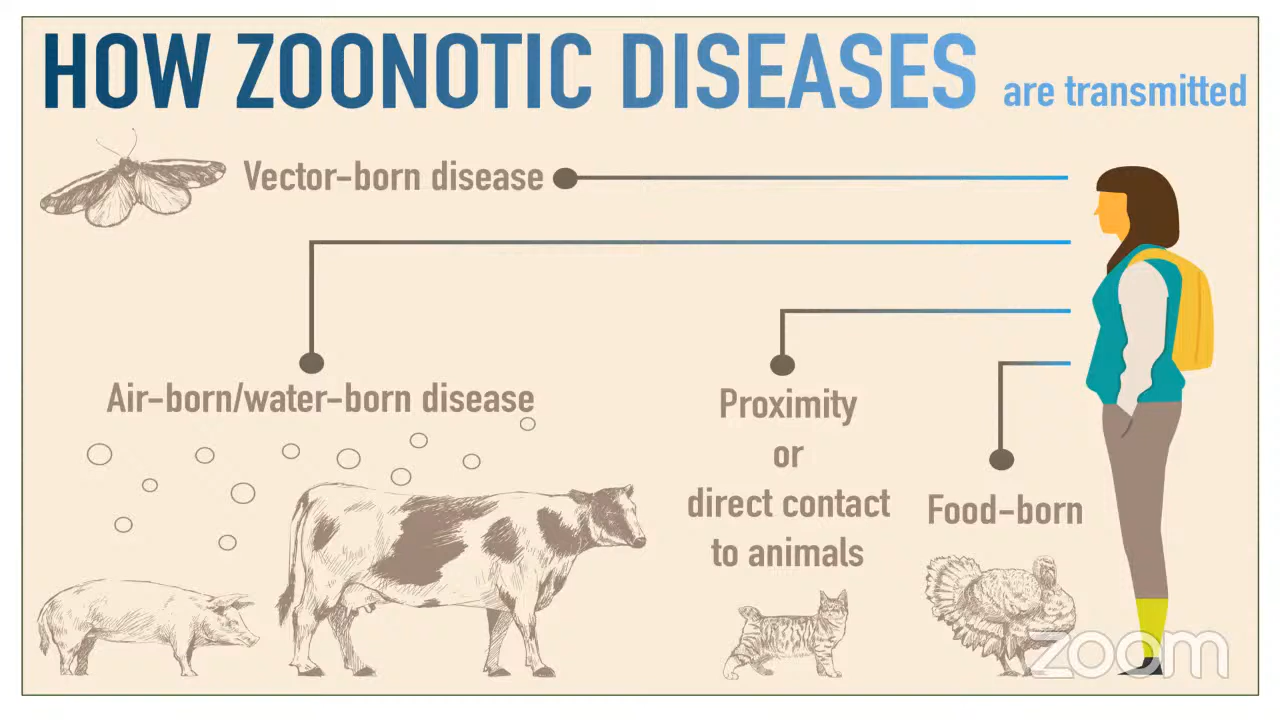 HOW ZOONOTIC DISEASES are transmitted
Vector-born disease
Air-born/water-born disease
Proximity
or
direct contact
to animals
Food-born
zoom